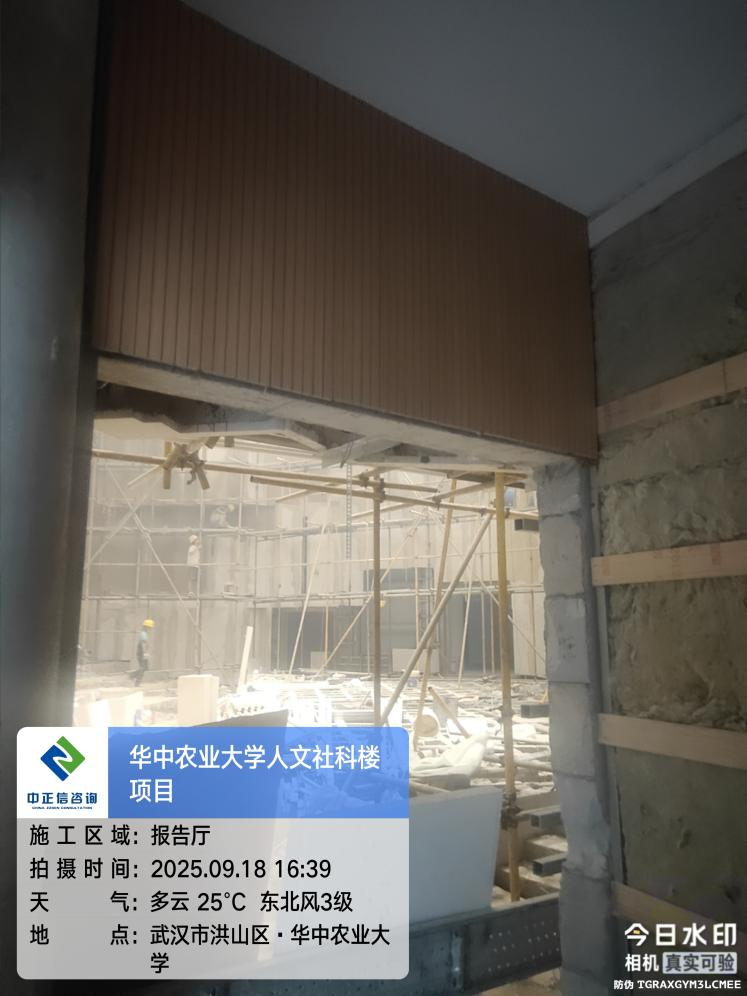 中正信咨询
CHINA ZZXIN CONSULTATION
华中农业大学人文社科楼
项目
施工区域：报告厅
拍摄时间：2025.09.18 16:39
天气：多云 25℃ 东北风3级
地点：武汉市洪山区·华中农业大
学
今日水印
相机 真实可验
防伪 TGRAXGYM3LCMEE